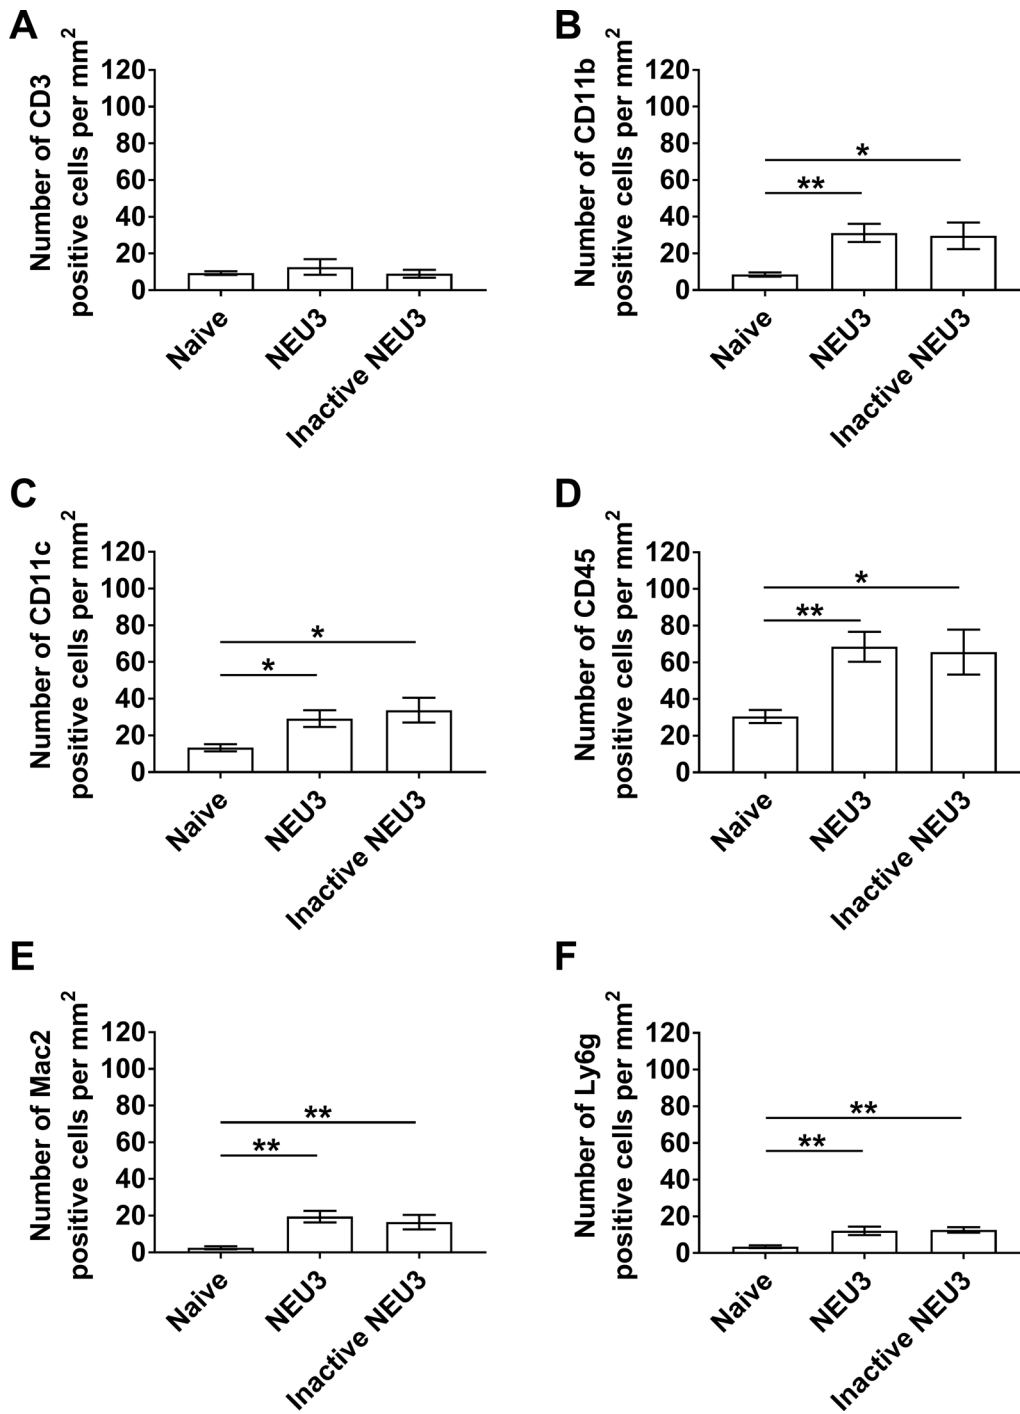 A
Number of CD3
positive cells per mm²
120
100
80
60
40
20
0
Naive
NEU3
Inactive NEU3
B
Number of CD11b
positive cells per mm²
120
100
80
60
40
20
0
*
**
Naive
NEU3
Inactive NEU3
C
Number of CD11c
positive cells per mm²
120
100
80
60
40
20
0
*
*
Naive
NEU3
Inactive NEU3
D
Number of CD45
positive cells per mm²
120
100
80
60
40
20
0
*
**
Naive
NEU3
Inactive NEU3
E
Number of Mac2
positive cells per mm²
120
100
80
60
40
20
0
**
**
Naive
NEU3
Inactive NEU3
F
Number of Ly6g
positive cells per mm²
120
100
80
60
40
20
0
**
**
Naive
NEU3
Inactive NEU3